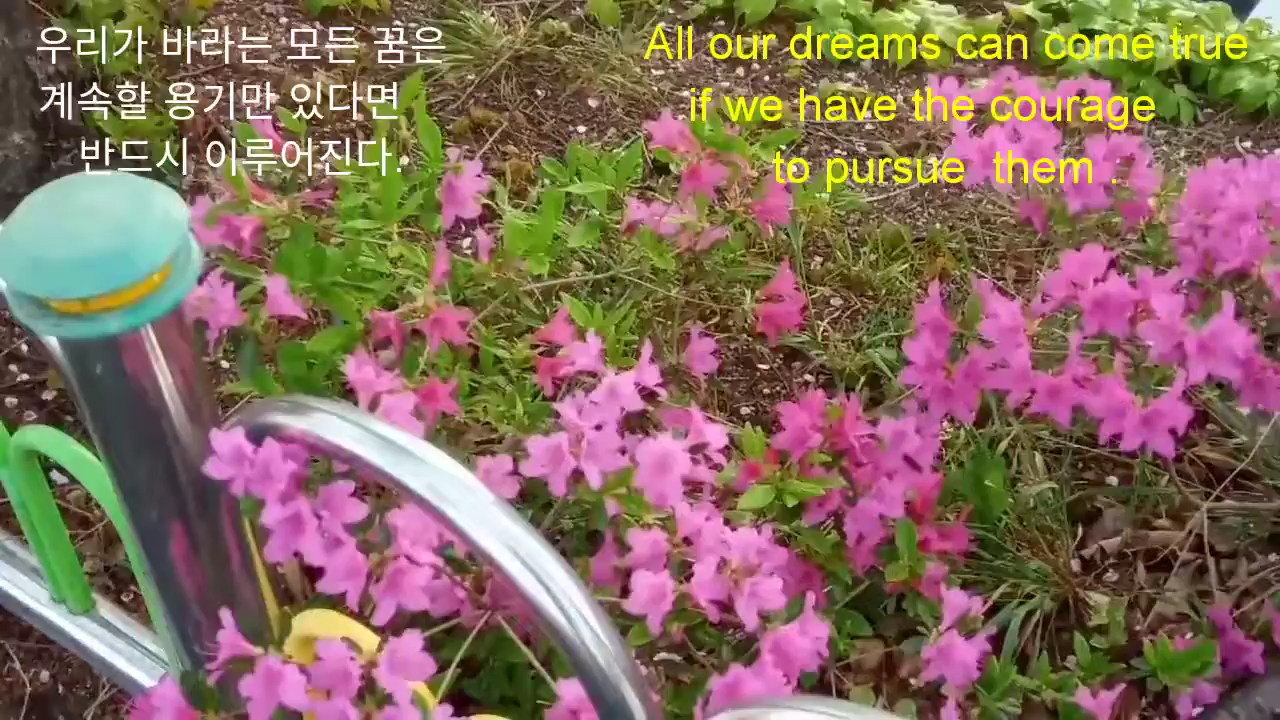 우리가 바라는 모든 꿈은
계속할 용기만 있다면
반드시 이루어진다.
All our dreams can come true
if we have the courage
to pursue them .